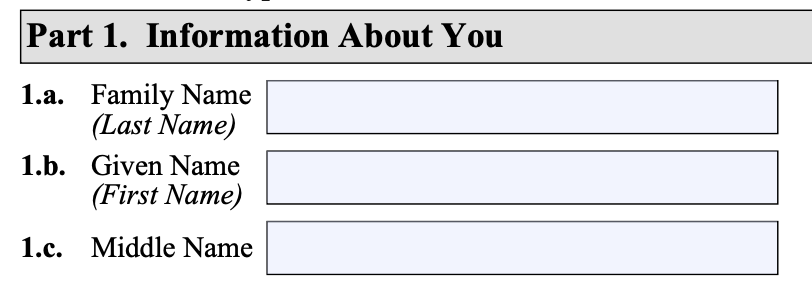 Part 1. Information About You
1.a. Family Name
(Last Name)
1.b. Given Name
(First Name)
1.c. Middle Name